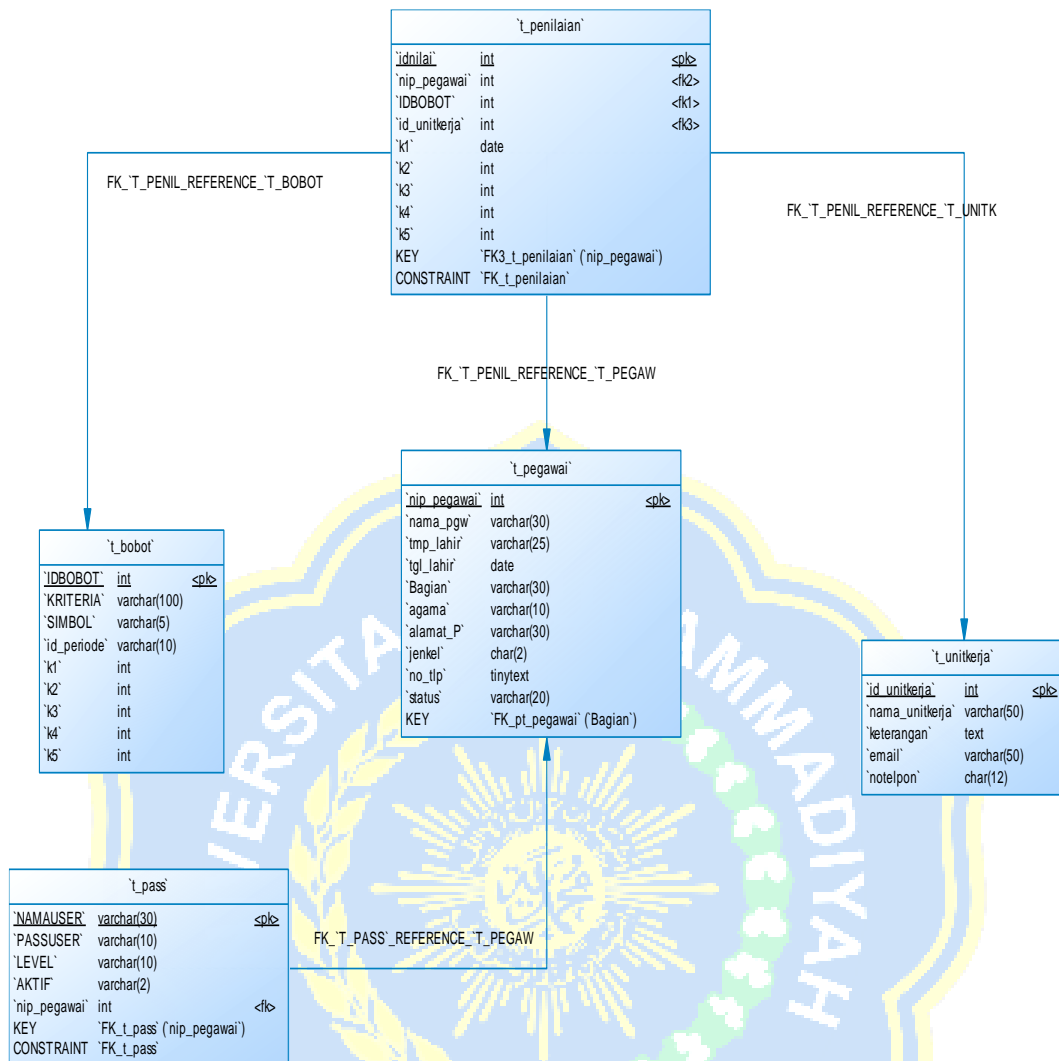 `t_penilaian`
`idnilai` int <pk>
`nip_pegawai` int <fk2>
`IDBOBOT` int <fk1>
`id_unitkerja` int <fk3>
`k1` date
`k2` int
`k3` int
`k4` int
`k5` int
KEY `FK3_t_penilaian` (`nip_pegawai`)
CONSTRAINT `FK_t_penilaian`
FK_`T_PENIL_REFERENCE_`T_BOBOT
FK_`T_PENIL_REFERENCE_`T_UNITK
FK_`T_PENIL_REFERENCE_`T_PEGAW
`t_pegawai`
`nip_pegawai` int <pk>
`nama_pgw` varchar(30)
`tmp_lahir` varchar(25)
`tgl_lahir` date
`Bagian` varchar(30)
`agama` varchar(10)
`alamat_P` varchar(30)
`jenkel` char(2)
`no_tlp` tinytext
`status` varchar(20)
KEY `FK_pt_pegawai` (`Bagian`)
`t_bobot`
`IDBOBOT` int <pk>
`KRITERIA` varchar(100)
`SIMBOL` varchar(5)
`id_periode` varchar(10)
`k1` int
`k2` int
`k3` int
`k4` int
`k5` int
`t_unitkerja`
`id_unitkerja` int <pk>
`nama_unitkerja` varchar(50)
`keterangan` text
`email` varchar(50)
`notelpon` char(12)
`t_pass`
`NAMAUSER` varchar(30) <pk>
`PASSUSER` varchar(10)
`LEVEL` varchar(10)
`AKTIF` varchar(2)
`nip_pegawai` int <fk>
KEY `FK_t_pass` (`nip_pegawai`)
CONSTRAINT `FK_t_pass`
FK_`T_PASS`_REFERENCE_`T_PEGAW